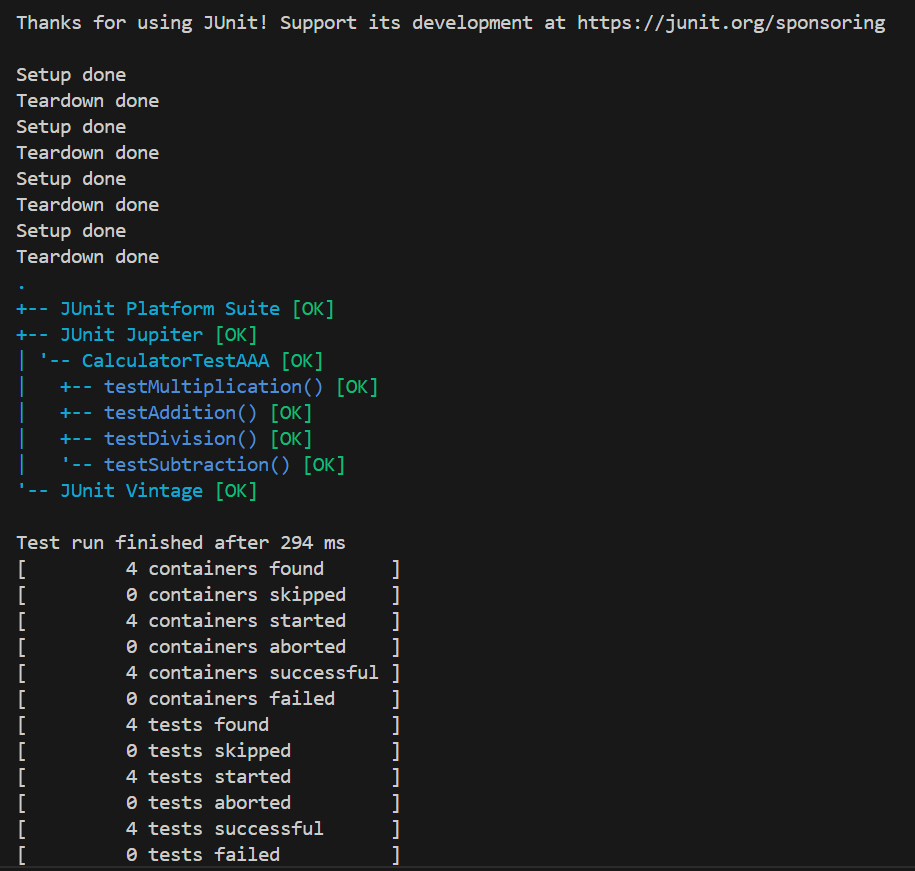 Thanks for using JUnit! Support its development at https://junit.org/sponsoring
Setup done
Teardown done
Setup done
Teardown done
Setup done
Teardown done
Setup done
Teardown done
.
+-- JUnit Platform Suite [OK]
+-- JUnit Jupiter [OK]
| '-- CalculatorTestAAA [OK]
|   +-- testMultiplication() [OK]
|   +-- testAddition() [OK]
|   +-- testDivision() [OK]
|   '-- testSubtraction() [OK]
'-- JUnit Vintage [OK]
Test run finished after 294 ms
[         4 containers found      ]
[         0 containers skipped    ]
[         4 containers started    ]
[         0 containers aborted    ]
[         4 containers successful ]
[         0 containers failed     ]
[         4 tests found           ]
[         0 tests skipped         ]
[         4 tests started         ]
[         0 tests aborted         ]
[         4 tests successful      ]
[         0 tests failed          ]